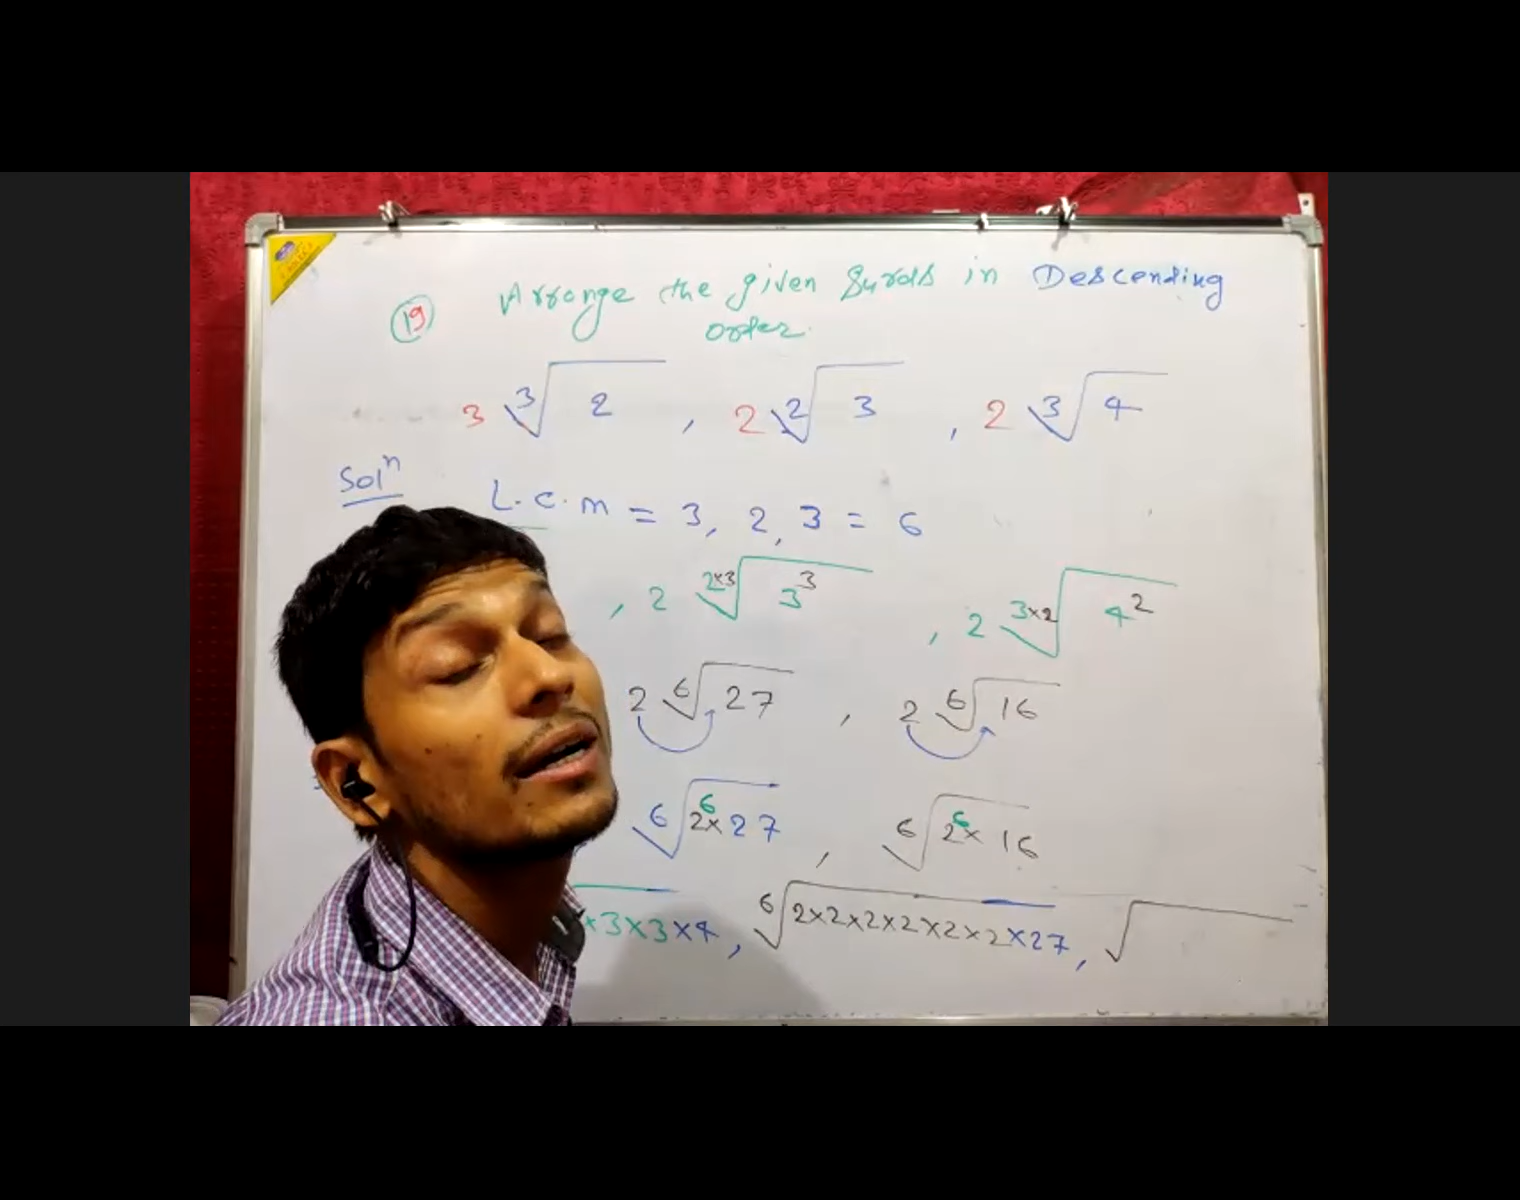 19 Arrange the given Surds in Descending
order.
3 ∛2 , 2 ²√3 , 2 ∛4
Solⁿ
L.C.M = 3, 2, 3 = 6
, 2 ²ˣ³√3³ , 2 ³ˣ²√4²
2 ⁶√27 , 2 ⁶√16
⁶√2⁶×27 , ⁶√2⁶×16
×3×3×4 , ⁶√2×2×2×2×2×2×27 , √